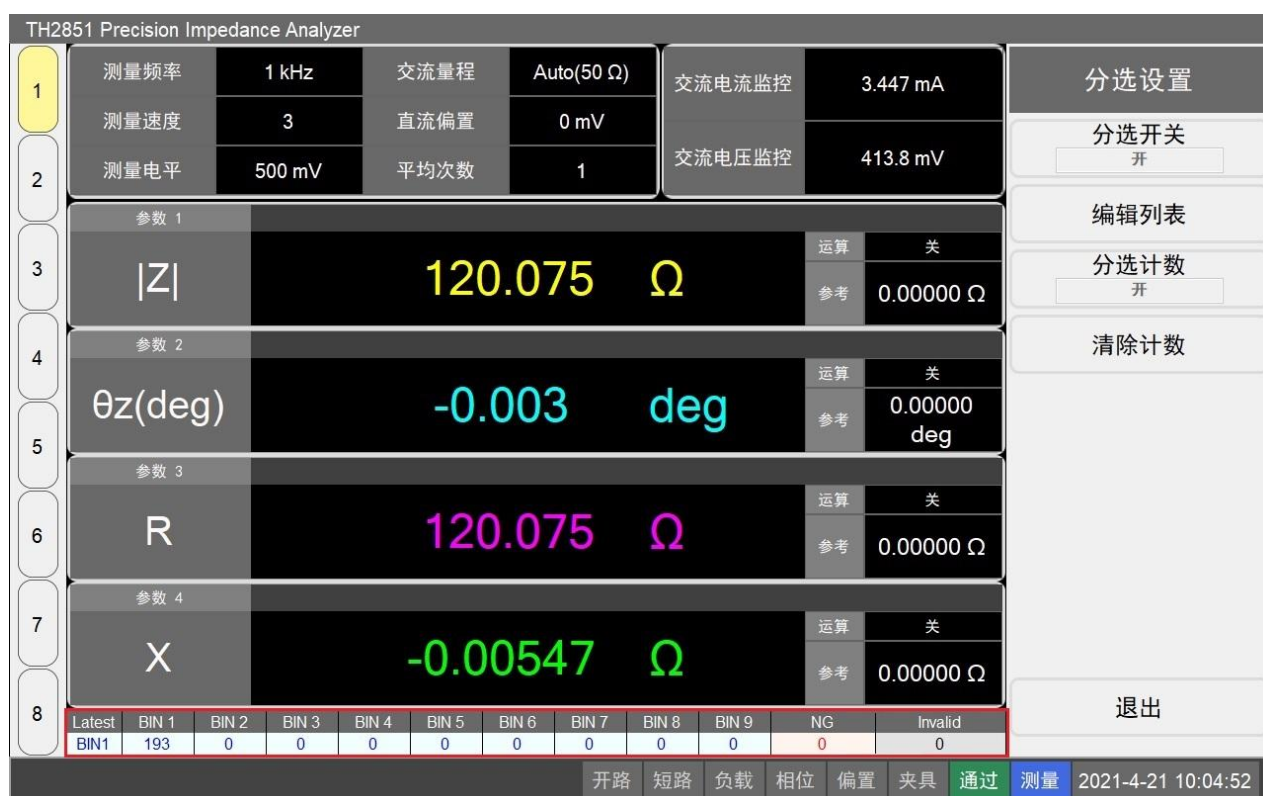 TH2851 Precision Impedance Analyzer
1
2
3
4
5
6
7
8
测量频率 1 kHz 交流量程 Auto(50 Ω)
测量速度 3 直流偏置 0 mV
测量电平 500 mV 平均次数 1
交流电流监控 3.447 mA
交流电压监控 413.8 mV
参数 1
|Z| 120.075 Ω
运算 关
参考 0.00000 Ω
参数 2
θz(deg) -0.003 deg
运算 关
参考 0.00000
deg
参数 3
R 120.075 Ω
运算 关
参考 0.00000 Ω
参数 4
X -0.00547 Ω
运算 关
参考 0.00000 Ω
Latest BIN 1 BIN 2 BIN 3 BIN 4 BIN 5 BIN 6 BIN 7 BIN 8 BIN 9 NG Invalid
BIN1 193 0 0 0 0 0 0 0 0 0 0
分选设置
分选开关
开
编辑列表
分选计数
开
清除计数
退出
开路 短路 负载 相位 偏置 夹具 通过 测量 2021-4-21 10:04:52